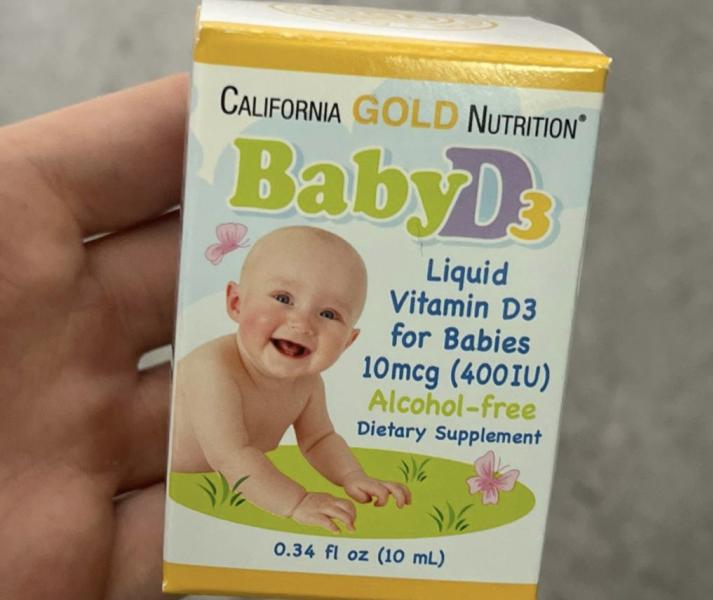 CALIFORNIA GOLD NUTRITION®
BabyD3
Liquid
Vitamin D3
for Babies
10mcg (400IU)
Alcohol-free
Dietary Supplement
0.34 fl oz (10 mL)